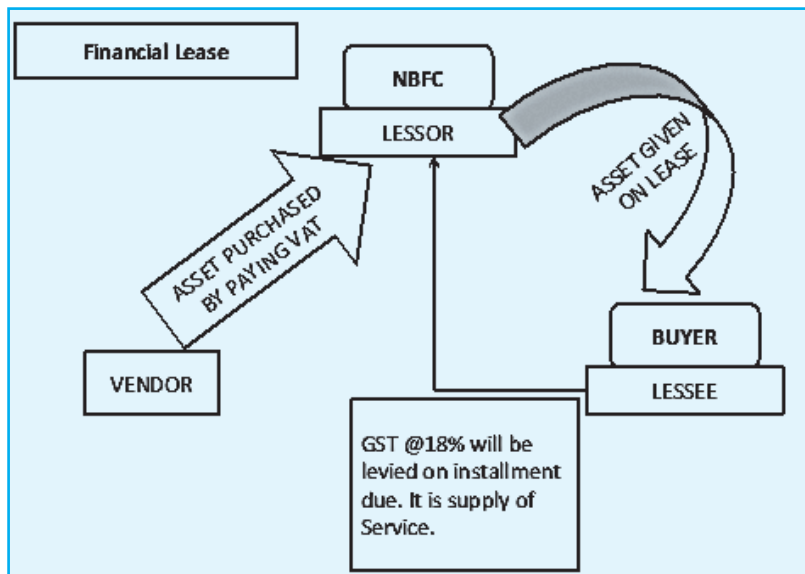 Financial Lease
NBFC
LESSOR
ASSET GIVEN
ON LEASE
ASSET PURCHASED
BY PAYING VAT
BUYER
LESSEE
VENDOR
GST @18% will be
levied on installment
due. It is supply of
Service.